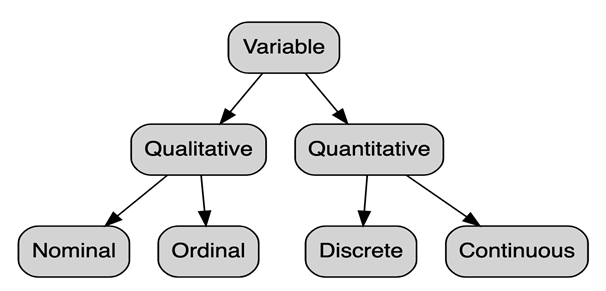 Variable
Qualitative
Quantitative
Nominal
Ordinal
Discrete
Continuous